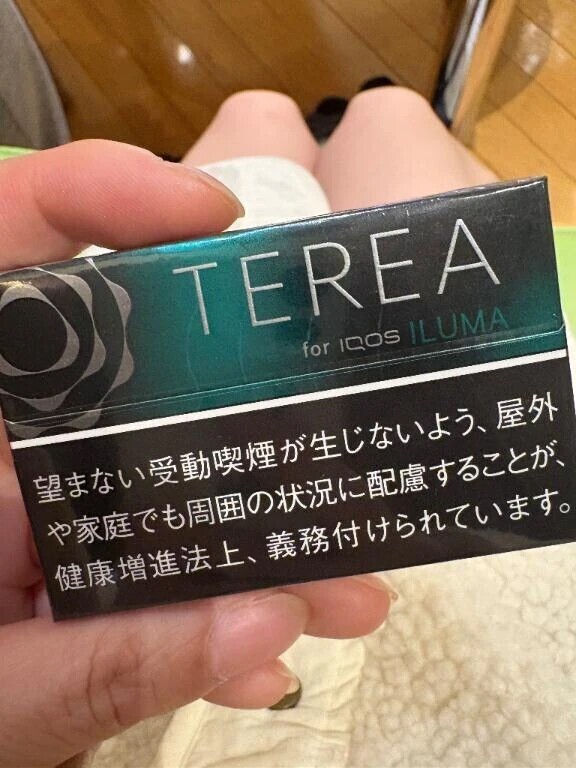 TEREA
for IQOS ILUMA
望まない受動喫煙が生じないよう、屋外
や家庭でも周囲の状況に配慮することが、
健康増進法上、義務付けられています。